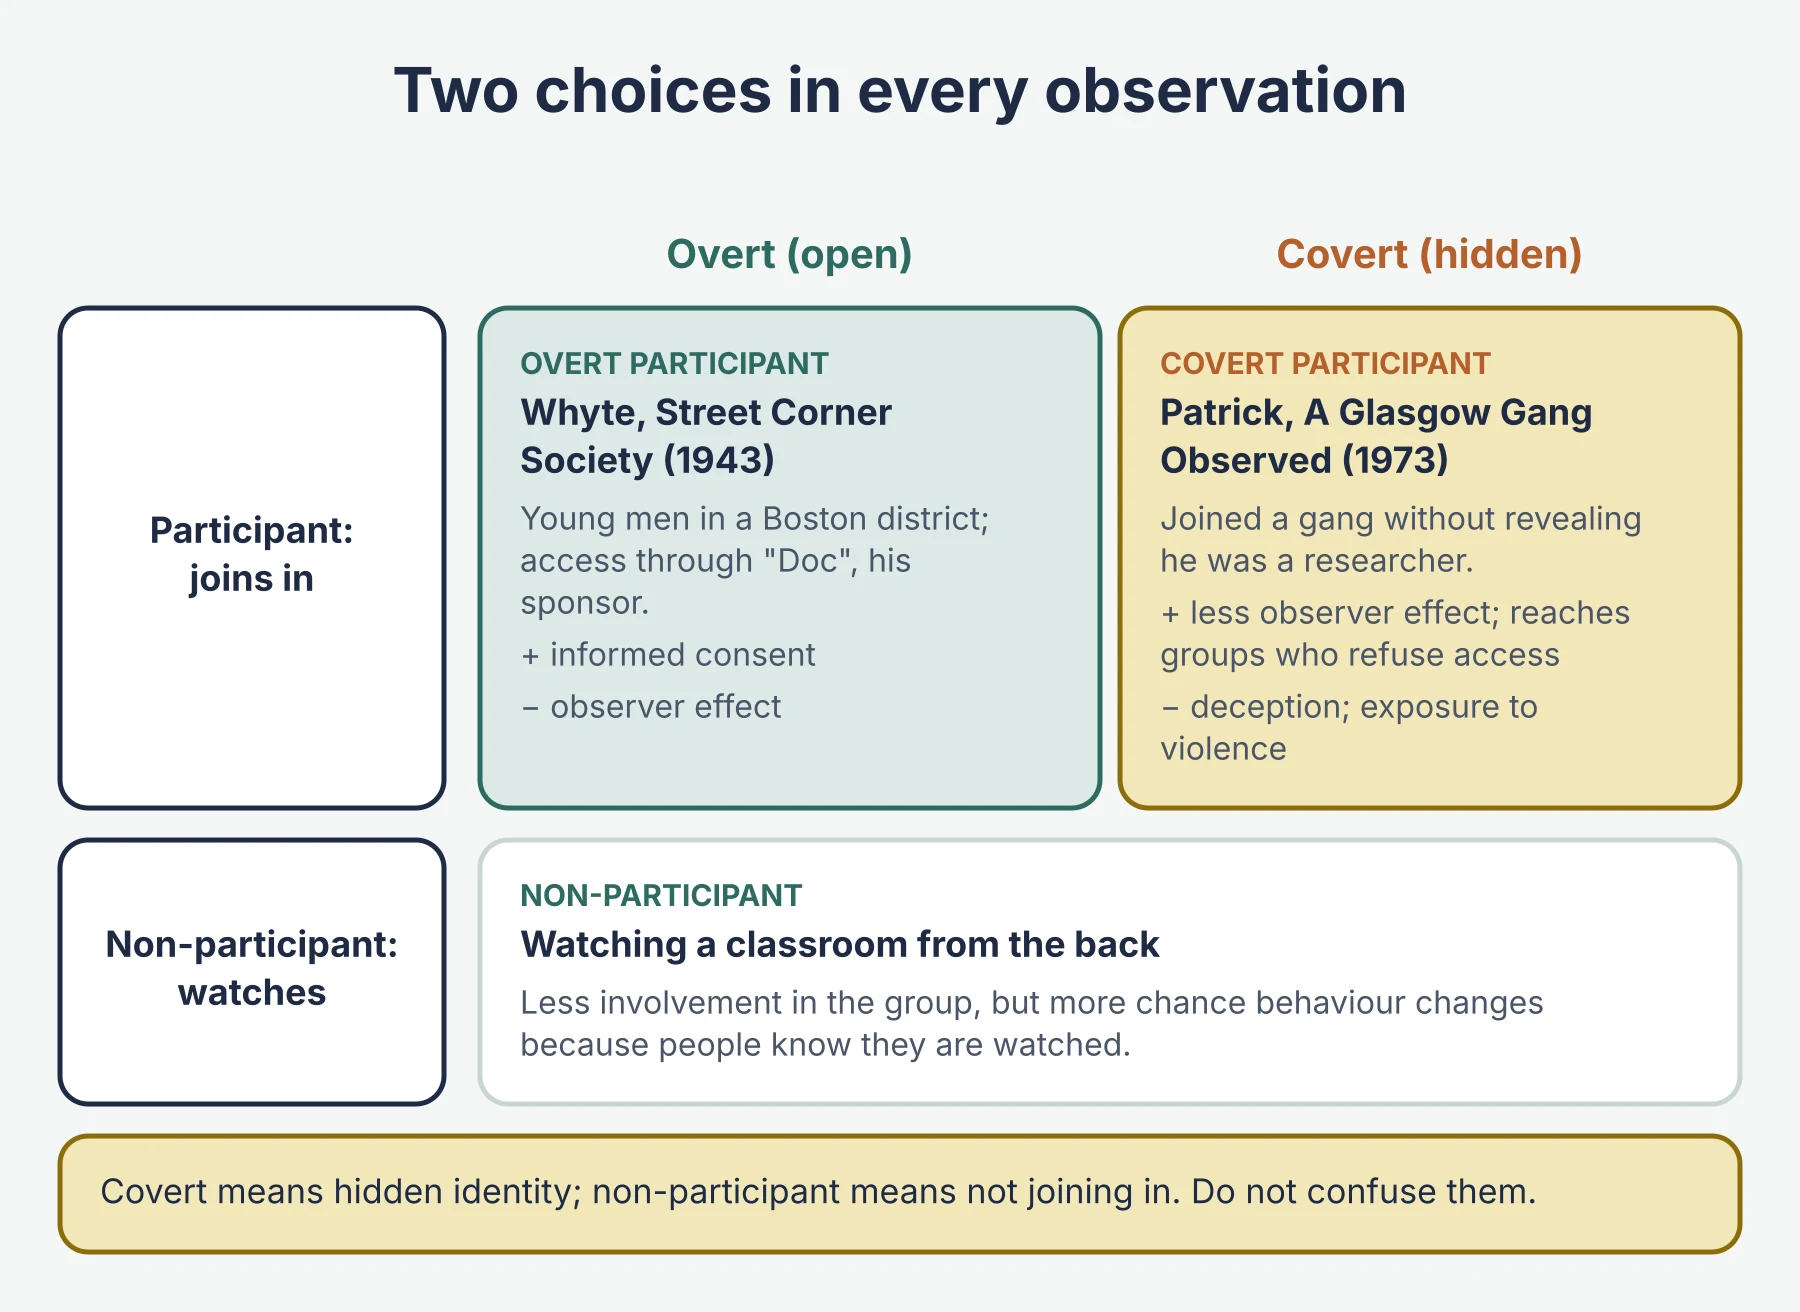 Two choices in every observation
Overt (open)
Covert (hidden)
Participant:
joins in
OVERT PARTICIPANT
Whyte, Street Corner
Society (1943)
Young men in a Boston district;
access through "Doc", his
sponsor.
+ informed consent
− observer effect
COVERT PARTICIPANT
Patrick, A Glasgow Gang
Observed (1973)
Joined a gang without revealing
he was a researcher.
+ less observer effect; reaches
groups who refuse access
− deception; exposure to
violence
Non-participant:
watches
NON-PARTICIPANT
Watching a classroom from the back
Less involvement in the group, but more chance behaviour changes
because people know they are watched.
Covert means hidden identity; non-participant means not joining in. Do not confuse them.